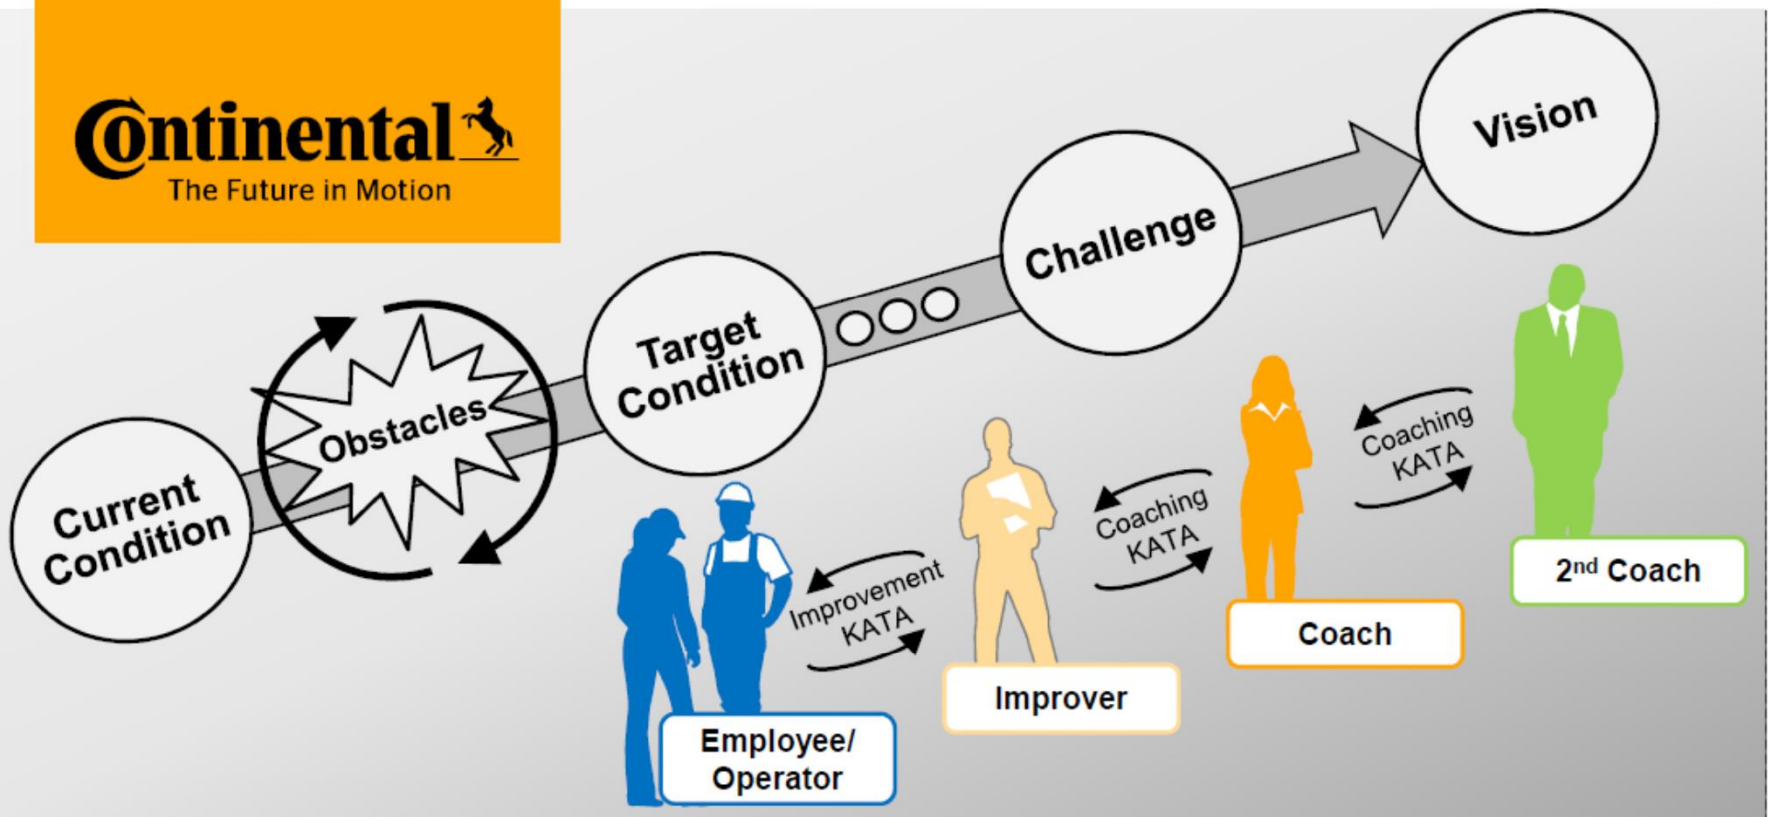 Continental
The Future in Motion
Vision
Challenge
Target
Condition
Obstacles
Current
Condition
Coaching
KATA
Coaching
KATA
Improvement
KATA
2nd Coach
Coach
Improver
Employee/
Operator